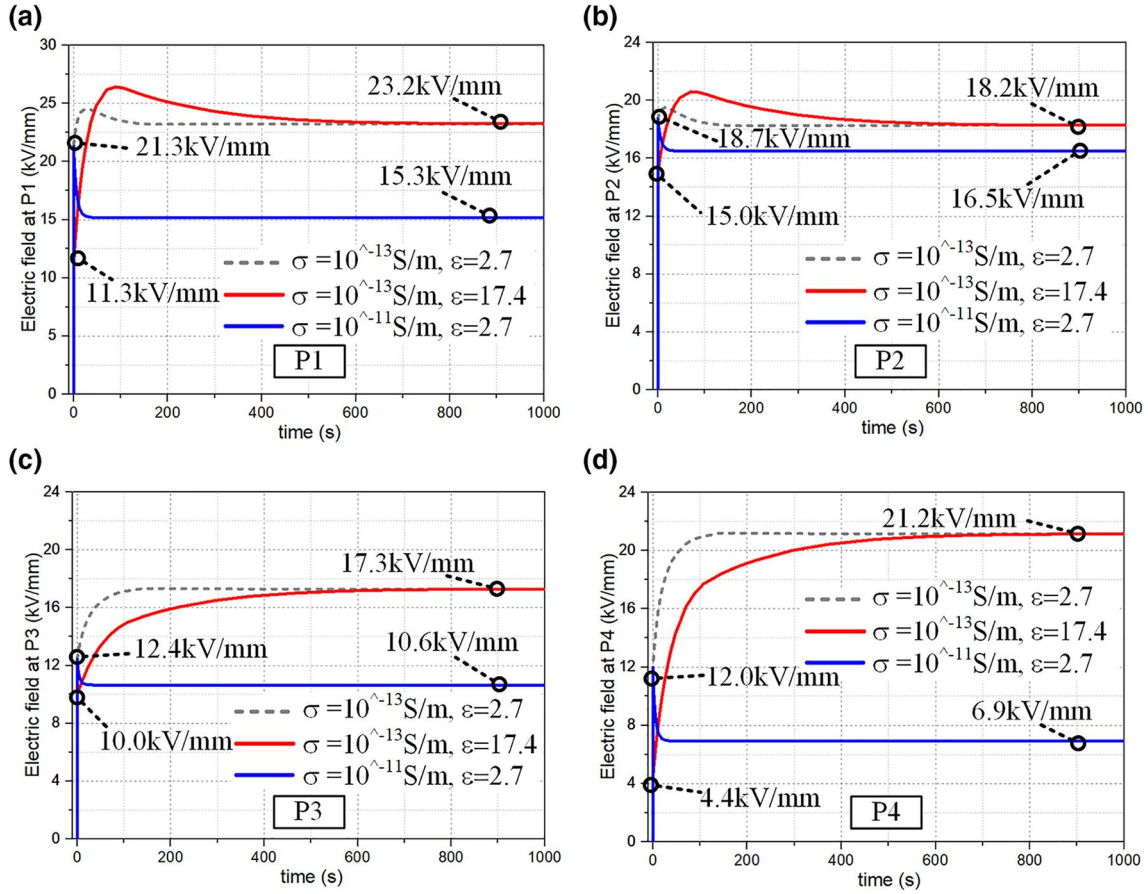 (a)
Electric field at P1 (kV/mm)
30
25
20
15
10
5
0
23.2kV/mm
21.3kV/mm
15.3kV/mm
11.3kV/mm
σ =10^-13S/m, ε=2.7
σ =10^-13S/m, ε=17.4
σ =10^-11S/m, ε=2.7
P1
0 200 400 600 800 1000
time (s)
(b)
Electric field at P2 (kV/mm)
24
20
16
12
8
4
0
18.2kV/mm
18.7kV/mm
15.0kV/mm
16.5kV/mm
σ =10^-13S/m, ε=2.7
σ =10^-13S/m, ε=17.4
σ =10^-11S/m, ε=2.7
P2
0 200 400 600 800 1000
time (s)
(c)
Electric field at P3 (kV/mm)
24
20
16
12
8
4
0
17.3kV/mm
12.4kV/mm
10.6kV/mm
10.0kV/mm
σ =10^-13S/m, ε=2.7
σ =10^-13S/m, ε=17.4
σ =10^-11S/m, ε=2.7
P3
0 200 400 600 800 1000
time (s)
(d)
Electric field at P4 (kV/mm)
24
20
16
12
8
4
0
21.2kV/mm
σ =10^-13S/m, ε=2.7
σ =10^-13S/m, ε=17.4
σ =10^-11S/m, ε=2.7
12.0kV/mm
6.9kV/mm
4.4kV/mm
P4
0 200 400 600 800 1000
time (s)